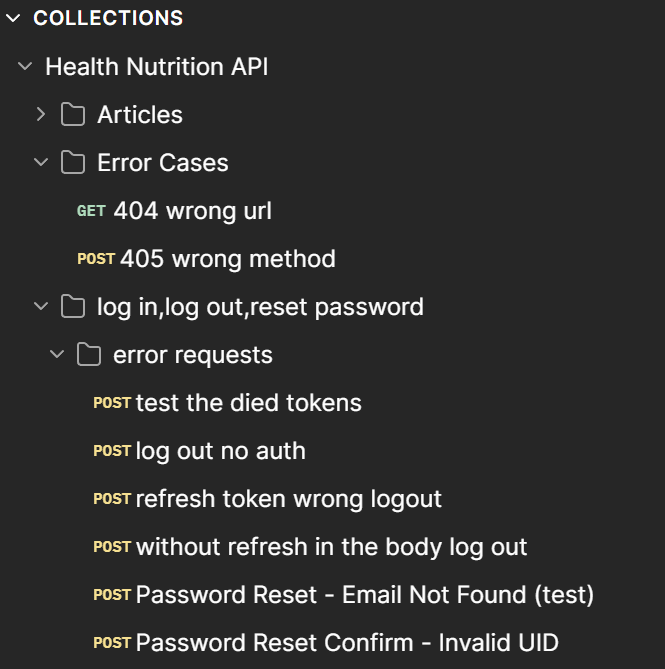 COLLECTIONS
Health Nutrition API
Articles
Error Cases
GET 404 wrong url
POST 405 wrong method
log in,log out,reset password
error requests
POST test the died tokens
POST log out no auth
POST refresh token wrong logout
POST without refresh in the body log out
POST Password Reset - Email Not Found (test)
POST Password Reset Confirm - Invalid UID